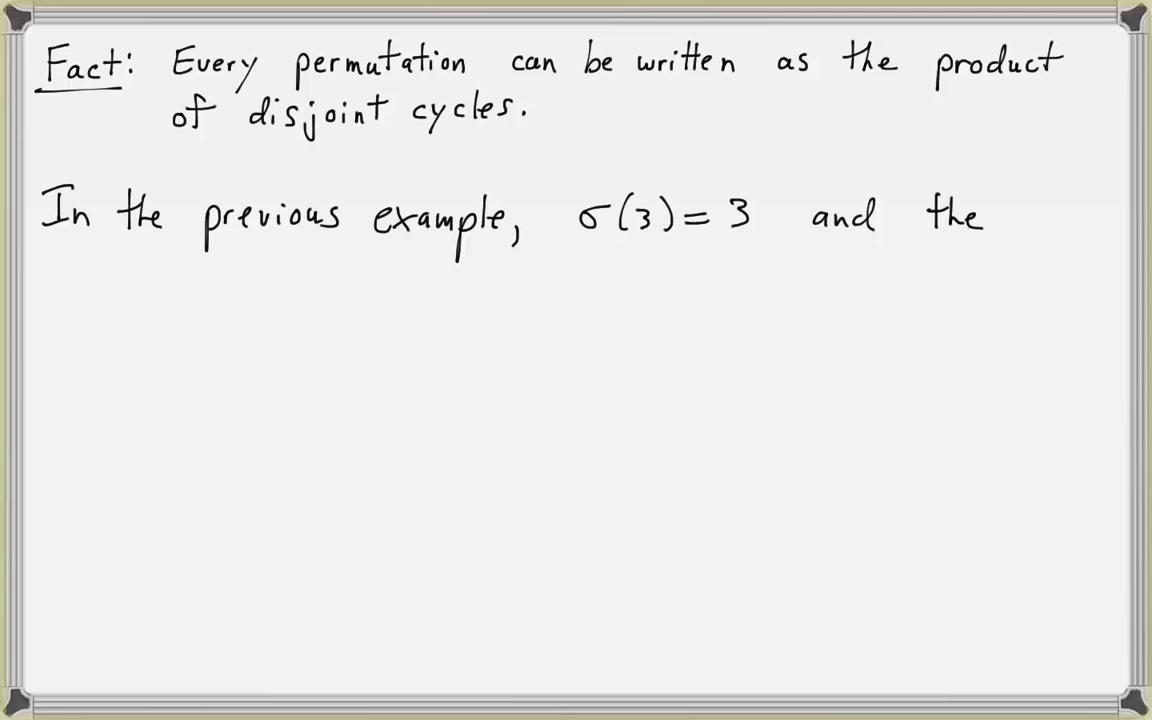 Fact: Every permutation can be written as the product
of disjoint cycles.
In the previous example, σ(3) = 3 and the